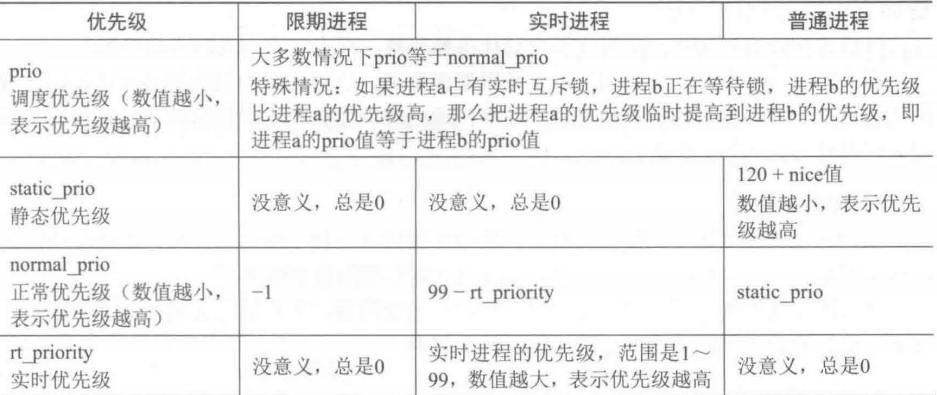 优先级 限期进程 实时进程 普通进程
prio
调度优先级（数值越小，
表示优先级越高）
大多数情况下prio等于normal_prio
特殊情况：如果进程a占有实时互斥锁，进程b正在等待锁，进程b的优先级
比进程a的优先级高，那么把进程a的优先级临时提高到进程b的优先级，即
进程a的prio值等于进程b的prio值
static_prio
静态优先级
没意义，总是0
没意义，总是0
120 + nice值
数值越小，表示优先
级越高
normal_prio
正常优先级（数值越小，
表示优先级越高）
−1
99 − rt_priority
static_prio
rt_priority
实时优先级
没意义，总是0
实时进程的优先级，范围是1～
99，数值越大，表示优先级越高
没意义，总是0